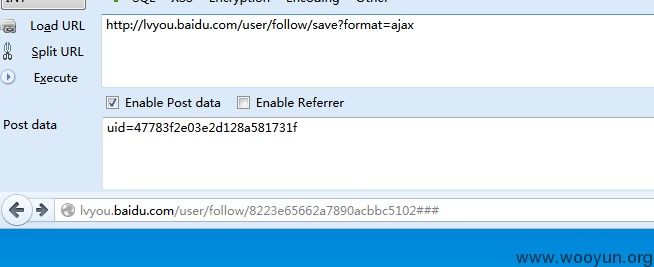 SQL XSS Encryption Encoding Other
Load URL
http://lvyou.baidu.com/user/follow/save?format=ajax
Split URL
Execute
Enable Post data Enable Referrer
Post data
uid=47783f2e03e2d128a581731f
lvyou.baidu.com/user/follow/8223e65662a7890acbbc5102###
www.wooyun.org